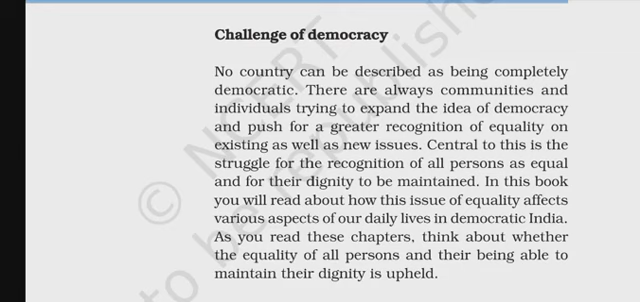 Challenge of democracy
No country can be described as being completely
democratic. There are always communities and
individuals trying to expand the idea of democracy
and push for a greater recognition of equality on
existing as well as new issues. Central to this is the
struggle for the recognition of all persons as equal
and for their dignity to be maintained. In this book
you will read about how this issue of equality affects
various aspects of our daily lives in democratic India.
As you read these chapters, think about whether
the equality of all persons and their being able to
maintain their dignity is upheld.
© NCERT
to be republished